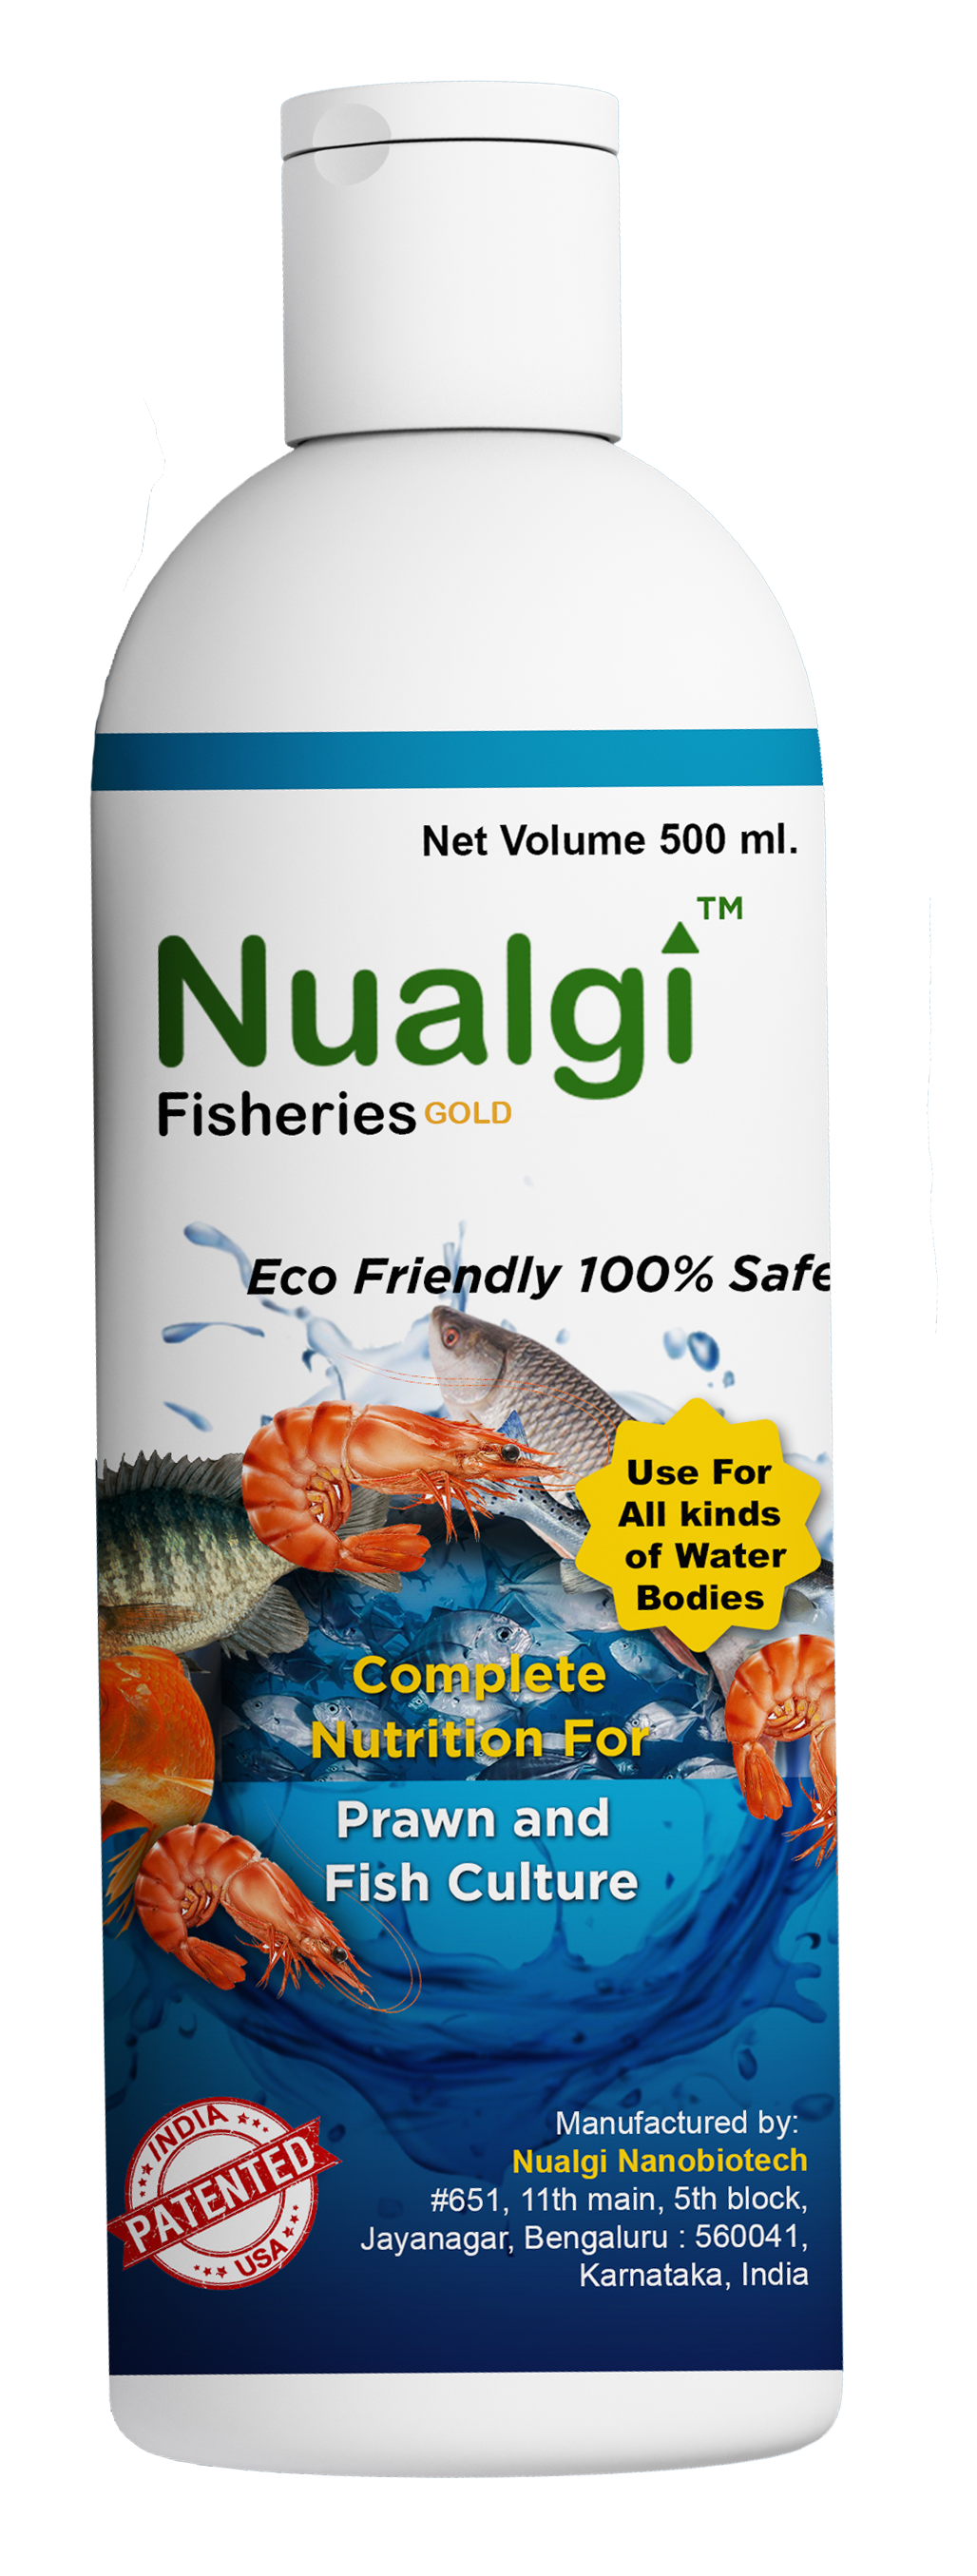 Net Volume 500 ml.
Nualgi™
Fisheries GOLD
Eco Friendly 100% Safe
Use For
All kinds
of Water
Bodies
Complete
Nutrition For
Prawn and
Fish Culture
INDIA
PATENTED
USA
Manufactured by:
Nualgi Nanobiotech
#651, 11th main, 5th block,
Jayanagar, Bengaluru : 560041,
Karnataka, India